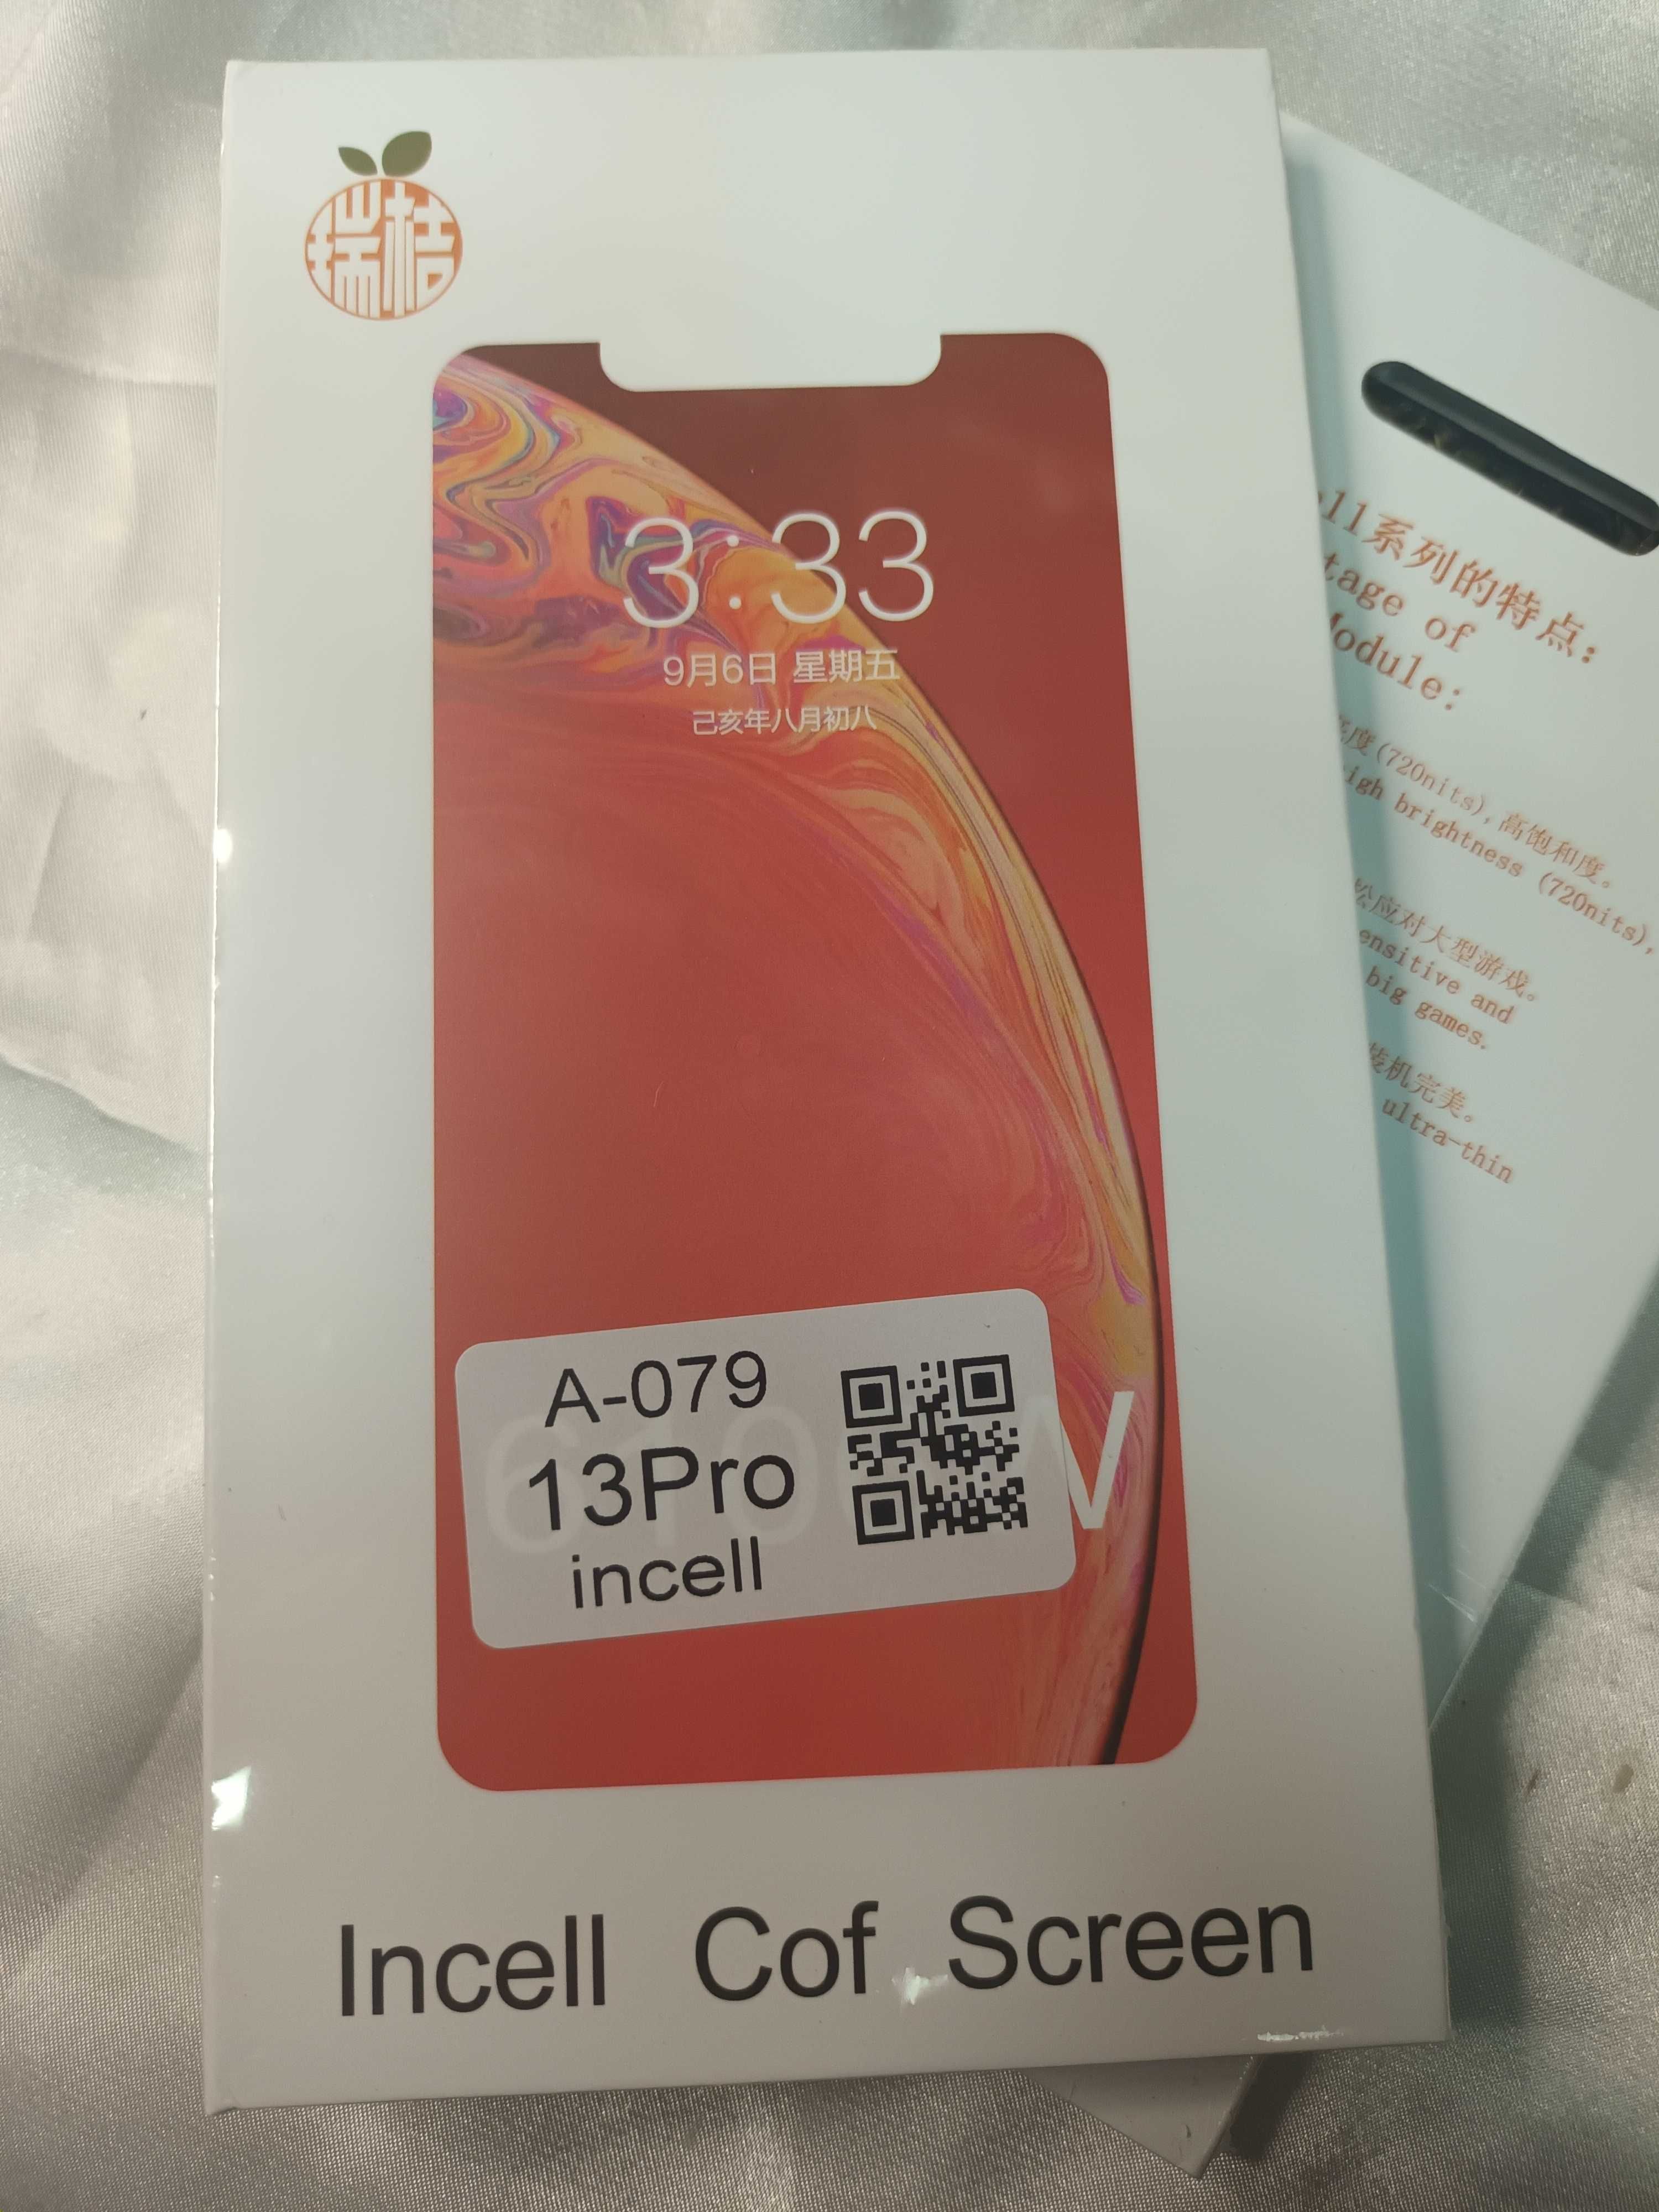 瑞桔
3:33
9月6日 星期五
己亥年八月初八
A-079
13Pro
incell
Incell Cof Screen
ll系列的特点：
tage of
Module:
度(720nits)，高饱和度。
igh brightness (720nits),
松应对大型游戏。
ensitive and
big games.
装机完美。
ultra-thin